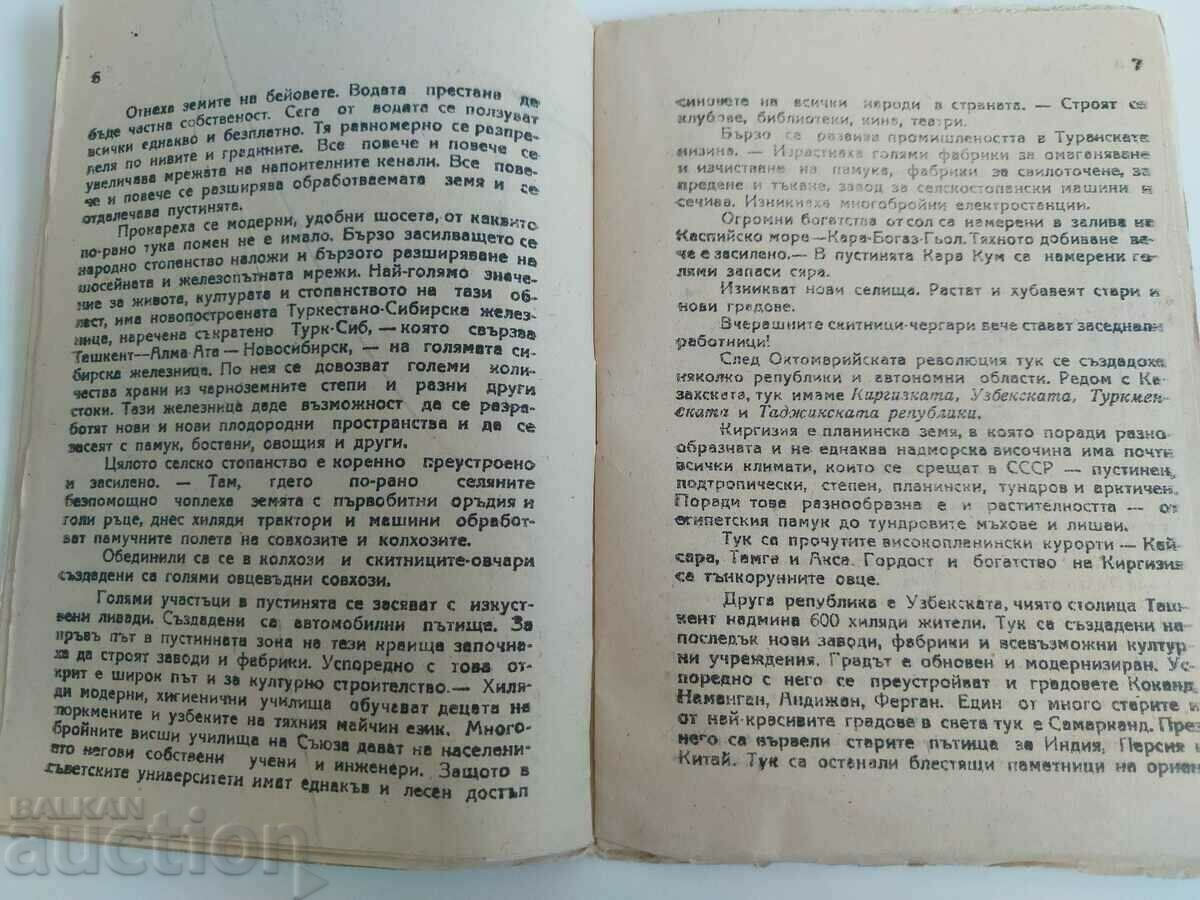 6
Отнеха земите на бейовете. Водата престана да
бъде частна собственост. Сега от водата се ползуват
всички еднакво и безплатно. Тя равномерно се разпре-
деля по нивите и градините. Все повече и повече се
увеличава мрежата на напоителните кенали. Все пове-
че и повече се разширява обработваемата земя и се
отдалечава пустинята.
Прокараха се модерни, удобни шосета, от каквито
по-рано тука помен не е имало. Бързо засилващето се
народно стопанство наложи и бързото разширяване на
шосейната и железопътната мрежи. Най-голямо значе-
ние за живота, културата и стопанството на тази об-
ласт, има новопостроената Туркестано-Сибирска желез-
ница, наречена съкратено Турк-Сиб, — която свързва
Ташкент—Алма-Ата — Новосибирск, — на голямата си-
бирска железница. По нея се довозват големи коли-
чества храни из черноземните степи и разни други
стоки. Тази железница даде възможност да се разра-
ботят нови и нови плодородни пространства и да се
засеят с памук, бостани, овощия и други.
Цялото селско стопанство е коренно преустроено
и засилено. — Там, гдето по-рано селяните
безпомощно чоплеха земята с първобитни оръдия и
голи ръце, днес хиляди трактори и машини обработ-
ват памучните полета на совхозите и колхозите.
Обединили са се в колхози и скитниците-овчари
създадени са големи овцевъдни совхози.
Големи участъци в пустинята се засяват с изкуст-
вени ливади. Създадени са автомобилни пътища. За
пръвъ път в пустинната зона на тези краища започна-
ха да строят заводи и фабрики. Успоредно с това от-
крит е широк път и за културно строителство.— Хиля-
ди модерни, хигиенични училища обучават децата на
торкмените и узбеките на тяхния майчин език. Много-
бройните висши училища на Съюза дават на населени-
ето негови собствени учени и инженери. Защото в
съветските университети имат еднакъв и лесен достъп
7
синовете на всички народи в страната. — Строят се
клубове, библиотеки, кина, театри.
Бързо се развива промишлеността в Туранската
низина. — Израстнаха големи фабрики за омаганяване
и изчистване на памука, фабрики за свилоточене, за
предене и тъкане, завод за селскостопански машини и
сечива. Изникнаха многобройни електростанции.
Огромни богатства от сол са намерени в залива на
Каспийско море—Кара-Богаз-Гьол. Тяхното добиване ве-
че е засилено.— В пустинята Кара Кум са намерени го-
леми запаси сяра.
Изникват нови селища. Растат и хубавеят стари и
нови градове.
Вчерашните скитници-чергари вече стават заседнали
работници!
След Октомврийската революция тук се създадоха
няколко републики и автономни области. Редом с Ка-
захската, тук имаме Киргизката, Узбекската, Туркмен-
ската и Таджикската републики.
Киргизия е планинска земя, в която поради разно-
образната и не еднаква надморска височина има почти
всички климати, които се срещат в СССР — пустинен,
подтропически, степен, планински, тундров и арктичен.
Поради това разнообразна е и растителността — от
египетския памук до тундровите мъхове и лишаи.
Тук са прочутите високопланински курорти — Кай-
сара, Тамга и Акса. Гордост и богатство на Киргизия
са тънкорунните овце.
Друга република е Узбекската, чиято столица Таш-
кент надмина 600 хиляди жители. Тук са създадени на-
последък нови заводи, фабрики и всевъзможни култур-
ни учреждения. Градът е обновен и модернизиран. Ус-
поредно с него се преустройват и градовете Коканд,
Наманган, Андижан, Ферган. Един от много старите и
от най-красивите градове в света тук е Самарканд. През
него са вървели старите пътища за Индия, Персия и
Китай. Тук са останали блестящи паметници на ориен
BALKAN
auction